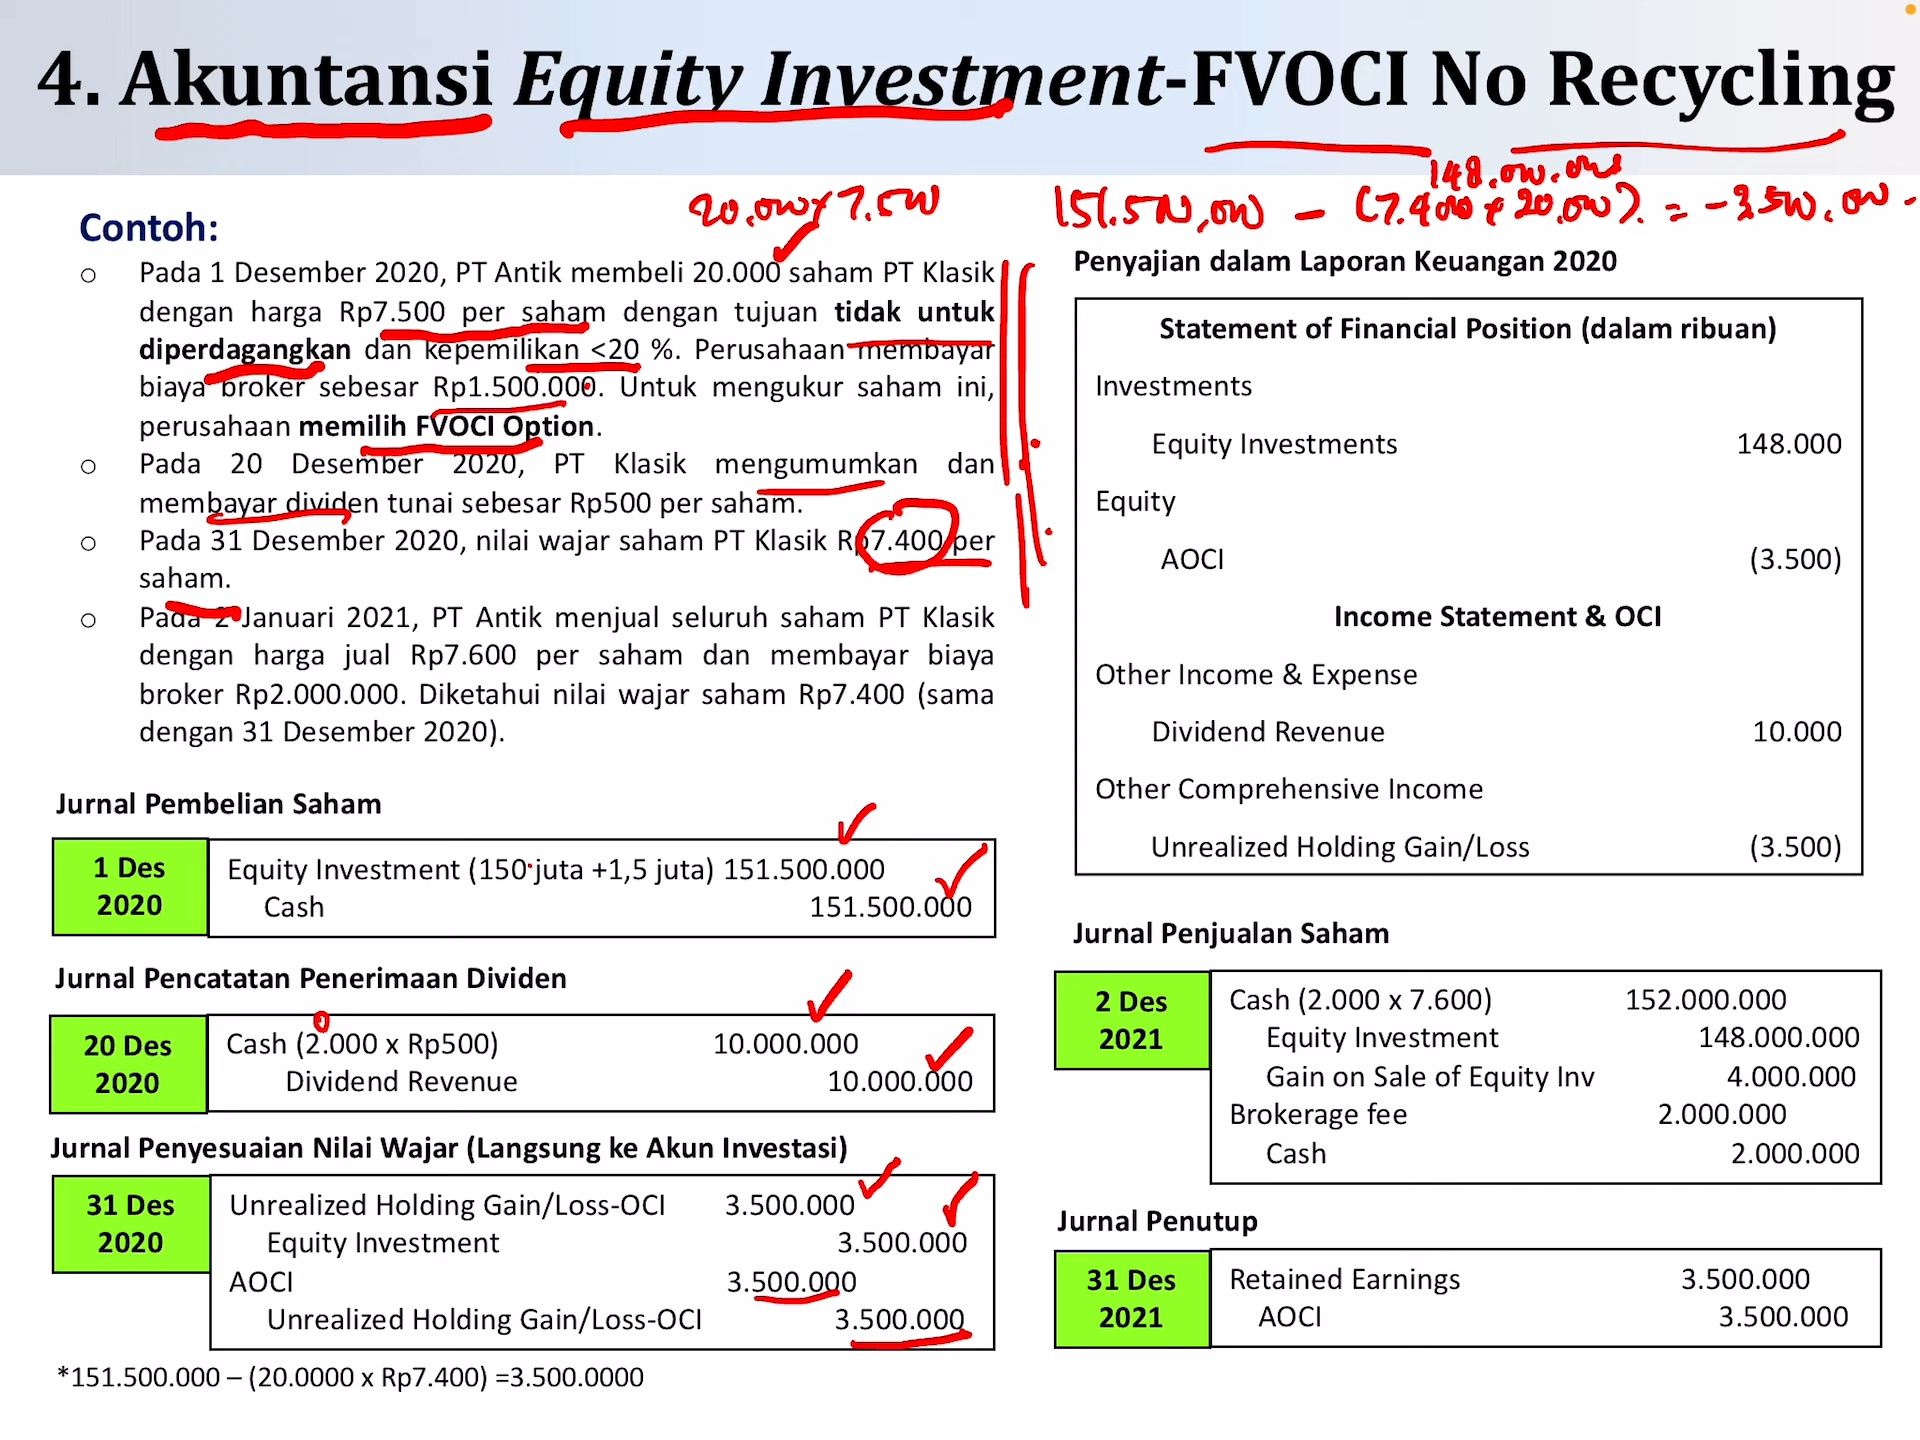 4. Akuntansi Equity Investment-FVOCI No Recycling
20.000 x 7.500
148.000.000
151.500.000 - (7.400 x 20.000). = -3.500.000-
Contoh:
o Pada 1 Desember 2020, PT Antik membeli 20.000 saham PT Klasik
dengan harga Rp7.500 per saham dengan tujuan tidak untuk
diperdagangkan dan kepemilikan <20 %. Perusahaan membayar
biaya broker sebesar Rp1.500.000. Untuk mengukur saham ini,
perusahaan memilih FVOCI Option.
o Pada 20 Desember 2020, PT Klasik mengumumkan dan
membayar dividen tunai sebesar Rp500 per saham.
o Pada 31 Desember 2020, nilai wajar saham PT Klasik Rp7.400 per
saham.
o Pada 2 Januari 2021, PT Antik menjual seluruh saham PT Klasik
dengan harga jual Rp7.600 per saham dan membayar biaya
broker Rp2.000.000. Diketahui nilai wajar saham Rp7.400 (sama
dengan 31 Desember 2020).
Jurnal Pembelian Saham
1 Des
2020
Equity Investment (150 juta +1,5 juta) 151.500.000
Cash 151.500.000
Jurnal Pencatatan Penerimaan Dividen
20 Des
2020
0
Cash (2.000 x Rp500) 10.000.000
Dividend Revenue 10.000.000
Jurnal Penyesuaian Nilai Wajar (Langsung ke Akun Investasi)
31 Des
2020
Unrealized Holding Gain/Loss-OCI 3.500.000
Equity Investment 3.500.000
AOCI 3.500.000
Unrealized Holding Gain/Loss-OCI 3.500.000
*151.500.000 – (20.0000 x Rp7.400) =3.500.0000
Penyajian dalam Laporan Keuangan 2020
Statement of Financial Position (dalam ribuan)
Investments
Equity Investments 148.000
Equity
AOCI (3.500)
Income Statement & OCI
Other Income & Expense
Dividend Revenue 10.000
Other Comprehensive Income
Unrealized Holding Gain/Loss (3.500)
Jurnal Penjualan Saham
2 Des
2021
Cash (2.000 x 7.600) 152.000.000
Equity Investment 148.000.000
Gain on Sale of Equity Inv 4.000.000
Brokerage fee 2.000.000
Cash 2.000.000
Jurnal Penutup
31 Des
2021
Retained Earnings 3.500.000
AOCI 3.500.000